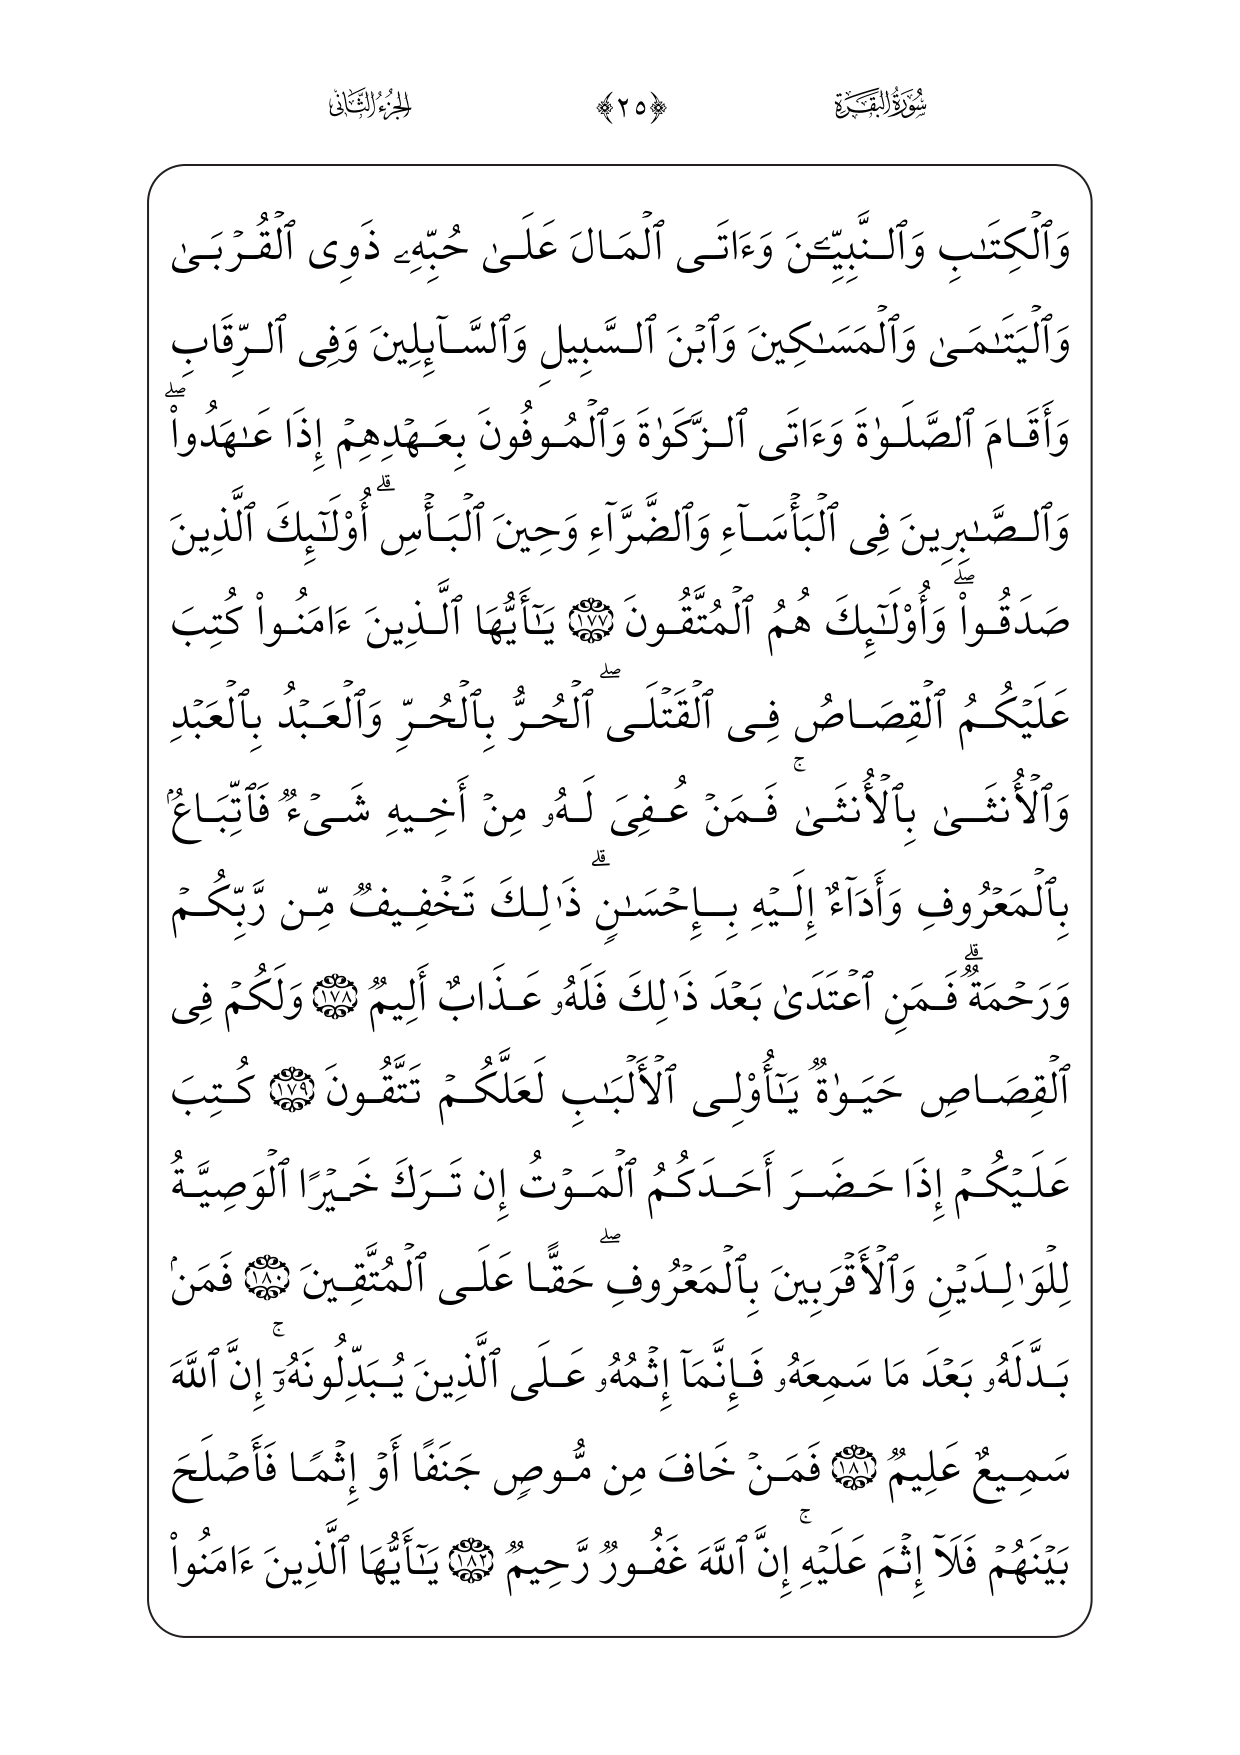 سُورَةُ البَقَرَةِ ﴿٢٥﴾ الجُزْءُ الثَّانِي
وَٱلْكِتَـٰبِ وَٱلنَّبِيِّـۧنَ وَءَاتَى ٱلْمَالَ عَلَىٰ حُبِّهِۦ ذَوِى ٱلْقُرْبَىٰ
وَٱلْيَتَـٰمَىٰ وَٱلْمَسَـٰكِينَ وَٱبْنَ ٱلسَّبِيلِ وَٱلسَّآئِلِينَ وَفِى ٱلرِّقَابِ
وَأَقَامَ ٱلصَّلَوٰةَ وَءَاتَى ٱلزَّكَوٰةَ وَٱلْمُوفُونَ بِعَهْدِهِمْ إِذَا عَـٰهَدُوا۟ ۖ
وَٱلصَّـٰبِرِينَ فِى ٱلْبَأْسَآءِ وَٱلضَّرَّآءِ وَحِينَ ٱلْبَأْسِ ۗ أُو۟لَـٰٓئِكَ ٱلَّذِينَ
صَدَقُوا۟ ۖ وَأُو۟لَـٰٓئِكَ هُمُ ٱلْمُتَّقُونَ ١٧٧ يَـٰٓأَيُّهَا ٱلَّذِينَ ءَامَنُوا۟ كُتِبَ
عَلَيْكُمُ ٱلْقِصَاصُ فِى ٱلْقَتْلَى ۖ ٱلْحُرُّ بِٱلْحُرِّ وَٱلْعَبْدُ بِٱلْعَبْدِ
وَٱلْأُنثَىٰ بِٱلْأُنثَىٰ ۚ فَمَنْ عُفِىَ لَهُۥ مِنْ أَخِيهِ شَىْءٌ فَٱتِّبَاعٌۢ
بِٱلْمَعْرُوفِ وَأَدَآءٌ إِلَيْهِ بِإِحْسَـٰنٍ ۗ ذَٰلِكَ تَخْفِيفٌ مِّن رَّبِّكُمْ
وَرَحْمَةٌ ۗ فَمَنِ ٱعْتَدَىٰ بَعْدَ ذَٰلِكَ فَلَهُۥ عَذَابٌ أَلِيمٌ ١٧٨ وَلَكُمْ فِى
ٱلْقِصَاصِ حَيَوٰةٌ يَـٰٓأُو۟لِى ٱلْأَلْبَـٰبِ لَعَلَّكُمْ تَتَّقُونَ ١٧٩ كُتِبَ
عَلَيْكُمْ إِذَا حَضَرَ أَحَدَكُمُ ٱلْمَوْتُ إِن تَرَكَ خَيْرًا ٱلْوَصِيَّةُ
لِلْوَٰلِدَيْنِ وَٱلْأَقْرَبِينَ بِٱلْمَعْرُوفِ ۖ حَقًّا عَلَى ٱلْمُتَّقِينَ ١٨٠ فَمَنۢ
بَدَّلَهُۥ بَعْدَ مَا سَمِعَهُۥ فَإِنَّمَآ إِثْمُهُۥ عَلَى ٱلَّذِينَ يُبَدِّلُونَهُۥٓ ۚ إِنَّ ٱللَّهَ
سَمِيعٌ عَلِيمٌ ١٨١ فَمَنْ خَافَ مِن مُّوصٍ جَنَفًا أَوْ إِثْمًا فَأَصْلَحَ
بَيْنَهُمْ فَلَآ إِثْمَ عَلَيْهِ ۚ إِنَّ ٱللَّهَ غَفُورٌ رَّحِيمٌ ١٨٢ يَـٰٓأَيُّهَا ٱلَّذِينَ ءَامَنُوا۟